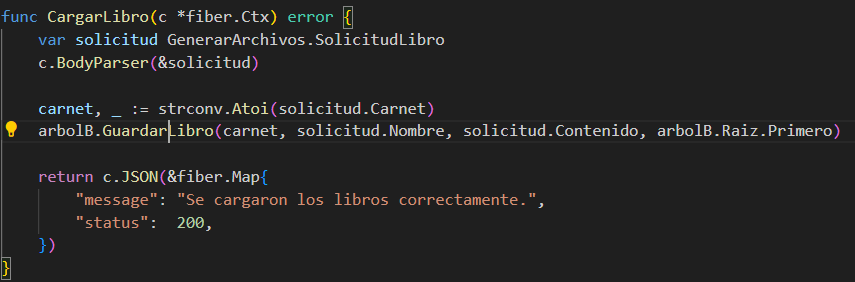 func CargarLibro(c *fiber.Ctx) error {
    var solicitud GenerarArchivos.SolicitudLibro
    c.BodyParser(&solicitud)
    carnet, _ := strconv.Atoi(solicitud.Carnet)
    arbolB.GuardarLibro(carnet, solicitud.Nombre, solicitud.Contenido, arbolB.Raiz.Primero)
    return c.JSON(&fiber.Map{
        "message": "Se cargaron los libros correctamente.",
        "status":  200,
    })
}